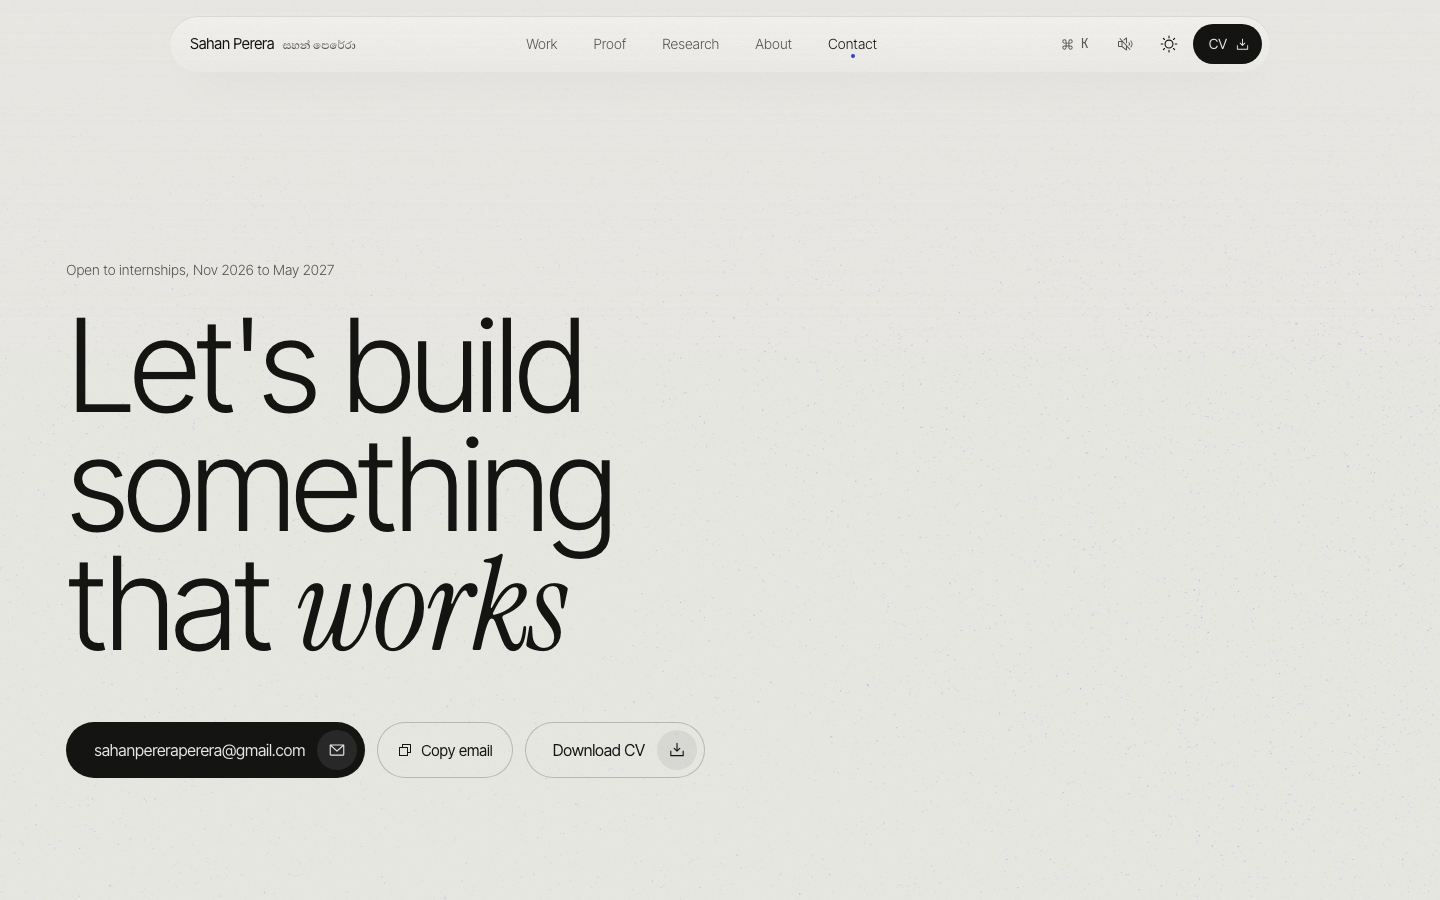 Sahan Perera සහන් පෙරේරා
Work Proof Research About Contact
⌘ K
CV
Open to internships, Nov 2026 to May 2027
Let's build
something
that works
sahanpereraperera@gmail.com
Copy email
Download CV